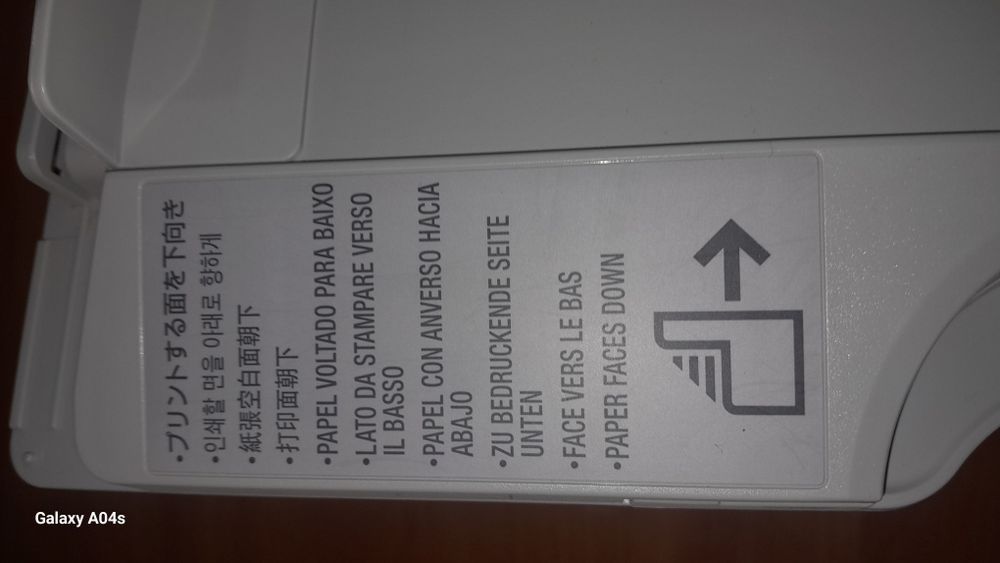 •プリントする面を下向き
•인쇄할 면을 아래로 향하게
•紙張空白面朝下
•打印面朝下
•PAPEL VOLTADO PARA BAIXO
•LATO DA STAMPARE VERSO
IL BASSO
•PAPEL CON ANVERSO HACIA
ABAJO
•ZU BEDRUCKENDE SEITE
UNTEN
•FACE VERS LE BAS
•PAPER FACES DOWN
Galaxy A04s